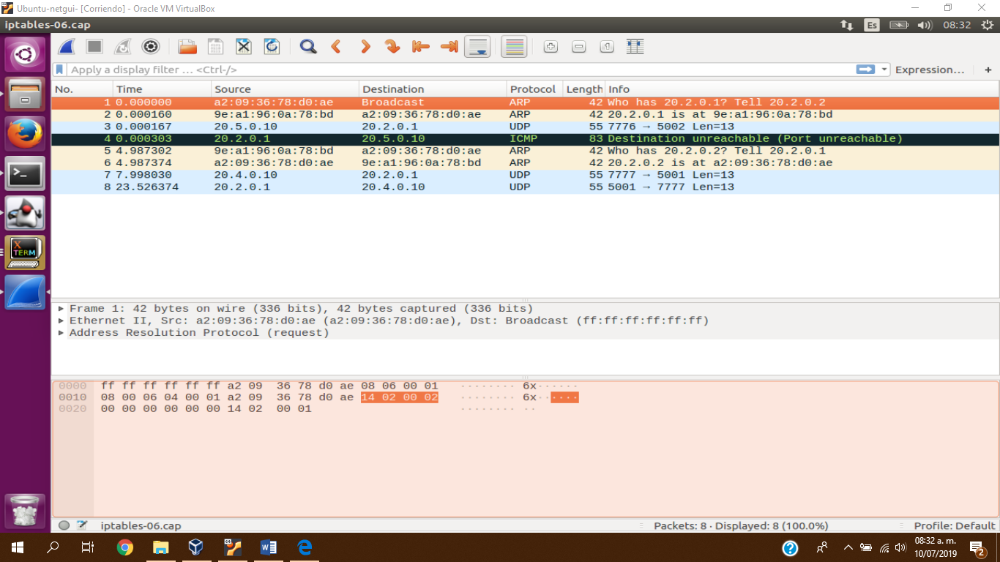 Ubuntu-netgui- [Corriendo] - Oracle VM VirtualBox
iptables-06.cap Es 08:32
Apply a display filter ... <Ctrl-/> Expression... +
No. Time Source Destination Protocol Length Info
1 0.000000 a2:09:36:78:d0:ae Broadcast ARP 42 Who has 20.2.0.1? Tell 20.2.0.2
2 0.000160 9e:a1:96:0a:78:bd a2:09:36:78:d0:ae ARP 42 20.2.0.1 is at 9e:a1:96:0a:78:bd
3 0.000167 20.5.0.10 20.2.0.1 UDP 55 7776 → 5002 Len=13
4 0.000303 20.2.0.1 20.5.0.10 ICMP 83 Destination unreachable (Port unreachable)
5 4.987302 9e:a1:96:0a:78:bd a2:09:36:78:d0:ae ARP 42 Who has 20.2.0.2? Tell 20.2.0.1
6 4.987374 a2:09:36:78:d0:ae 9e:a1:96:0a:78:bd ARP 42 20.2.0.2 is at a2:09:36:78:d0:ae
7 7.998030 20.4.0.10 20.2.0.1 UDP 55 7777 → 5001 Len=13
8 23.526374 20.2.0.1 20.4.0.10 UDP 55 5001 → 7777 Len=13
X
TERM
Frame 1: 42 bytes on wire (336 bits), 42 bytes captured (336 bits)
Ethernet II, Src: a2:09:36:78:d0:ae (a2:09:36:78:d0:ae), Dst: Broadcast (ff:ff:ff:ff:ff:ff)
Address Resolution Protocol (request)
0000 ff ff ff ff ff ff a2 09 36 78 d0 ae 08 06 00 01 ········ 6x······
0010 08 00 06 04 00 01 a2 09 36 78 d0 ae 14 02 00 02 ········ 6x······
0020 00 00 00 00 00 00 14 02 00 01 ········ ··
iptables-06.cap Packets: 8 · Displayed: 8 (100.0%) Profile: Default
08:32 a. m.
10/07/2019
2